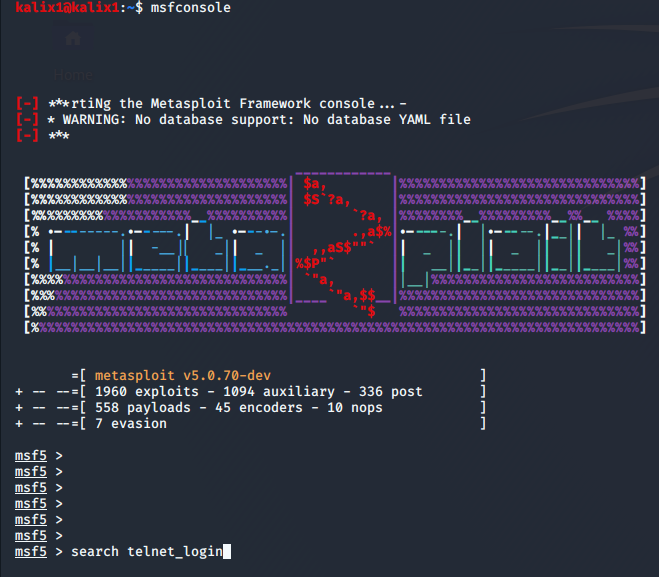 kalix1@kalix1:~$ msfconsole
Home
[-] ***rtiNg the Metasploit Framework console...-
[-] * WARNING: No database support: No database YAML file
[-] ***
=[ metasploit v5.0.70-dev ]
+ -- --=[ 1960 exploits - 1094 auxiliary - 336 post ]
+ -- --=[ 558 payloads - 45 encoders - 10 nops ]
+ -- --=[ 7 evasion ]
msf5 >
msf5 >
msf5 >
msf5 >
msf5 >
msf5 >
msf5 > search telnet_login